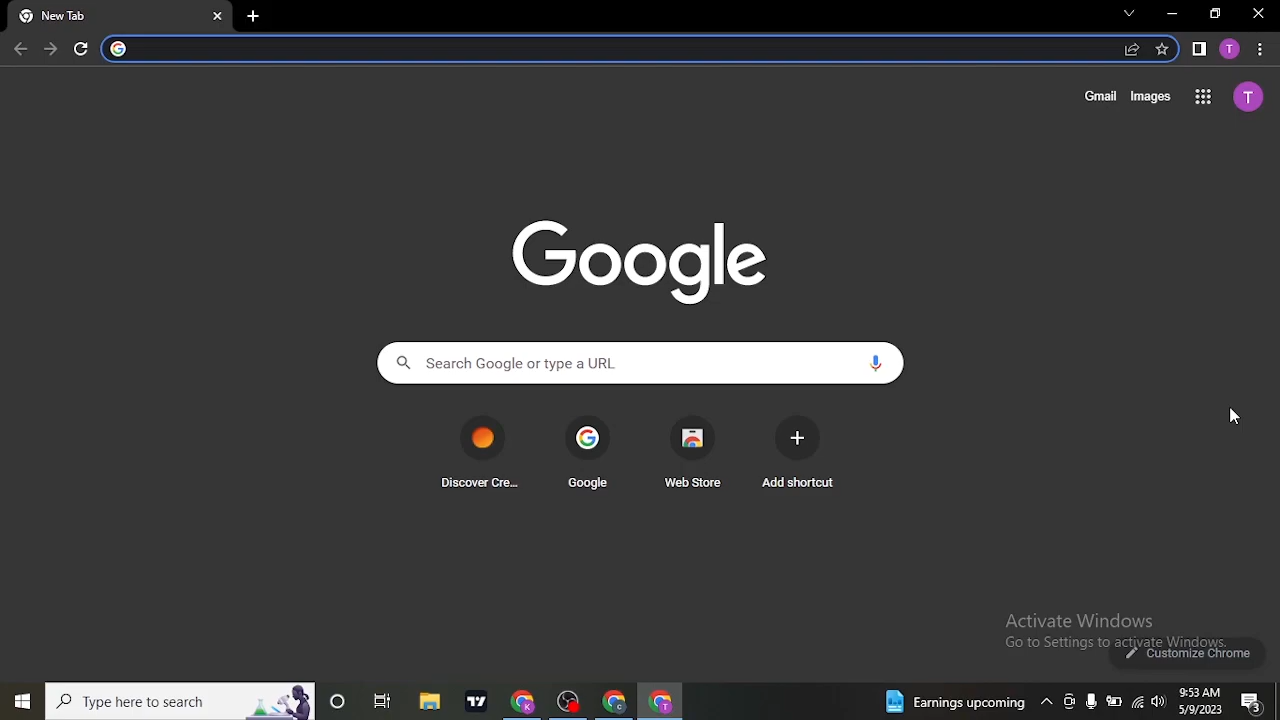 New Tab
Gmail Images
T
T
Google
Search Google or type a URL
Discover Cre...
Google
Web Store
Add shortcut
Activate Windows
Go to Settings to activate Windows.
Customize Chrome
Type here to search
K
C
T
Earnings upcoming
9:53 AM
5/9/2023
3